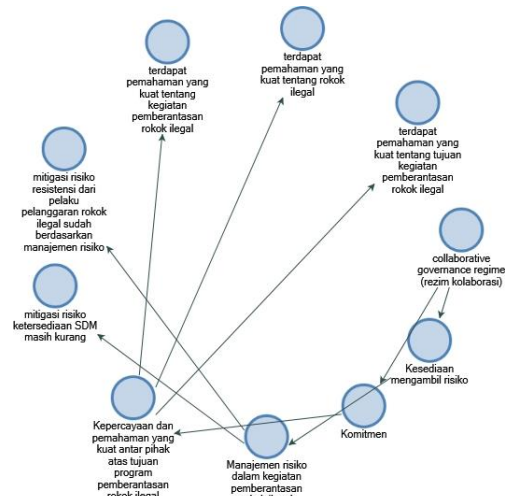 terdapat
pemahaman yang
kuat tentang rokok
ilegal
terdapat
pemahaman yang
kuat tentang
kegiatan
pemberantasan
rokok ilegal
terdapat
pemahaman yang
kuat tentang tujuan
kegiatan
pemberantasan
rokok ilegal
mitigasi risiko
resistensi dari
pelaku
pelanggaran rokok
ilegal sudah
berdasarkan
manajemen risiko
collaborative
governance regime
(rezim kolaborasi)
mitigasi risiko
ketersediaan SDM
masih kurang
Kesediaan
mengambil risiko
Kepercayaan dan
pemahaman yang
kuat antar pihak
atas tujuan
program
pemberantasan
rokok ilegal
Komitmen
Manajemen risiko
dalam kegiatan
pemberantasan